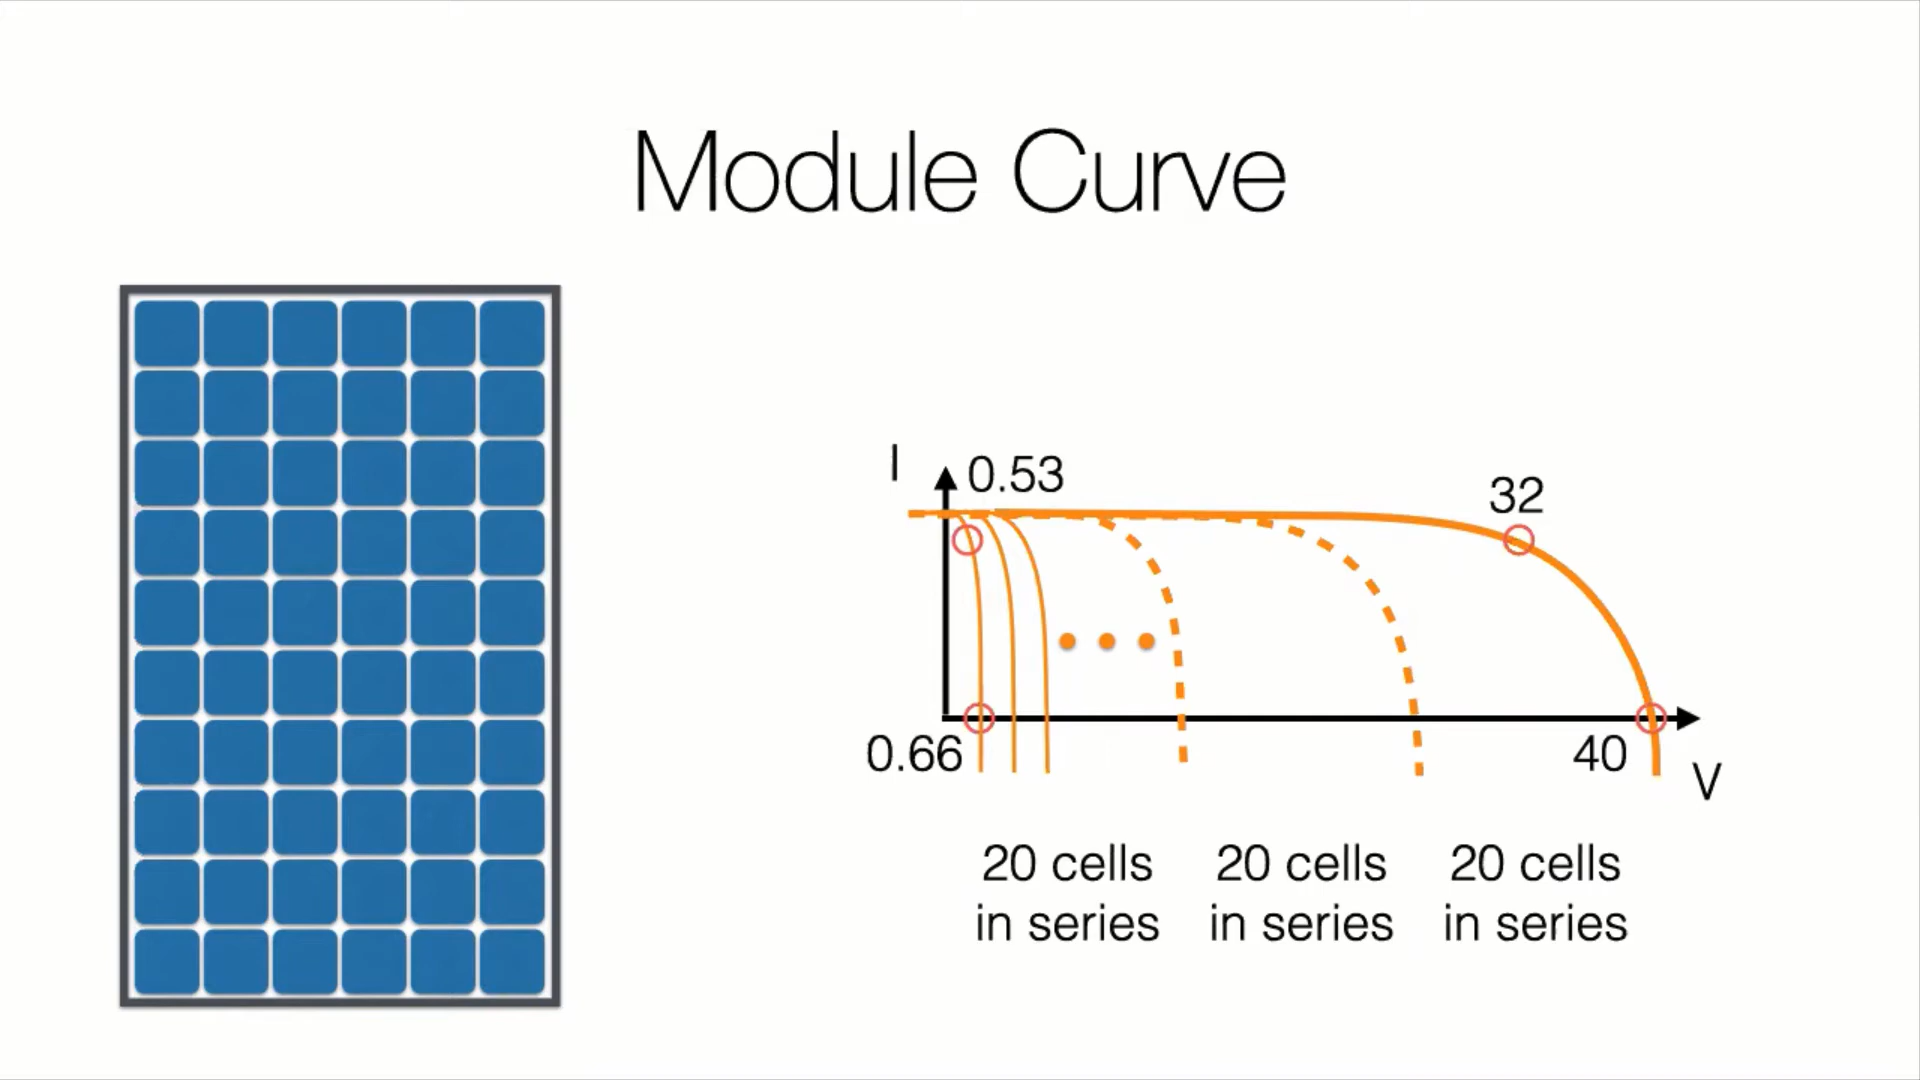 Module Curve
I
0.53
32
0.66
40
V
20 cells
in series
20 cells
in series
20 cells
in series